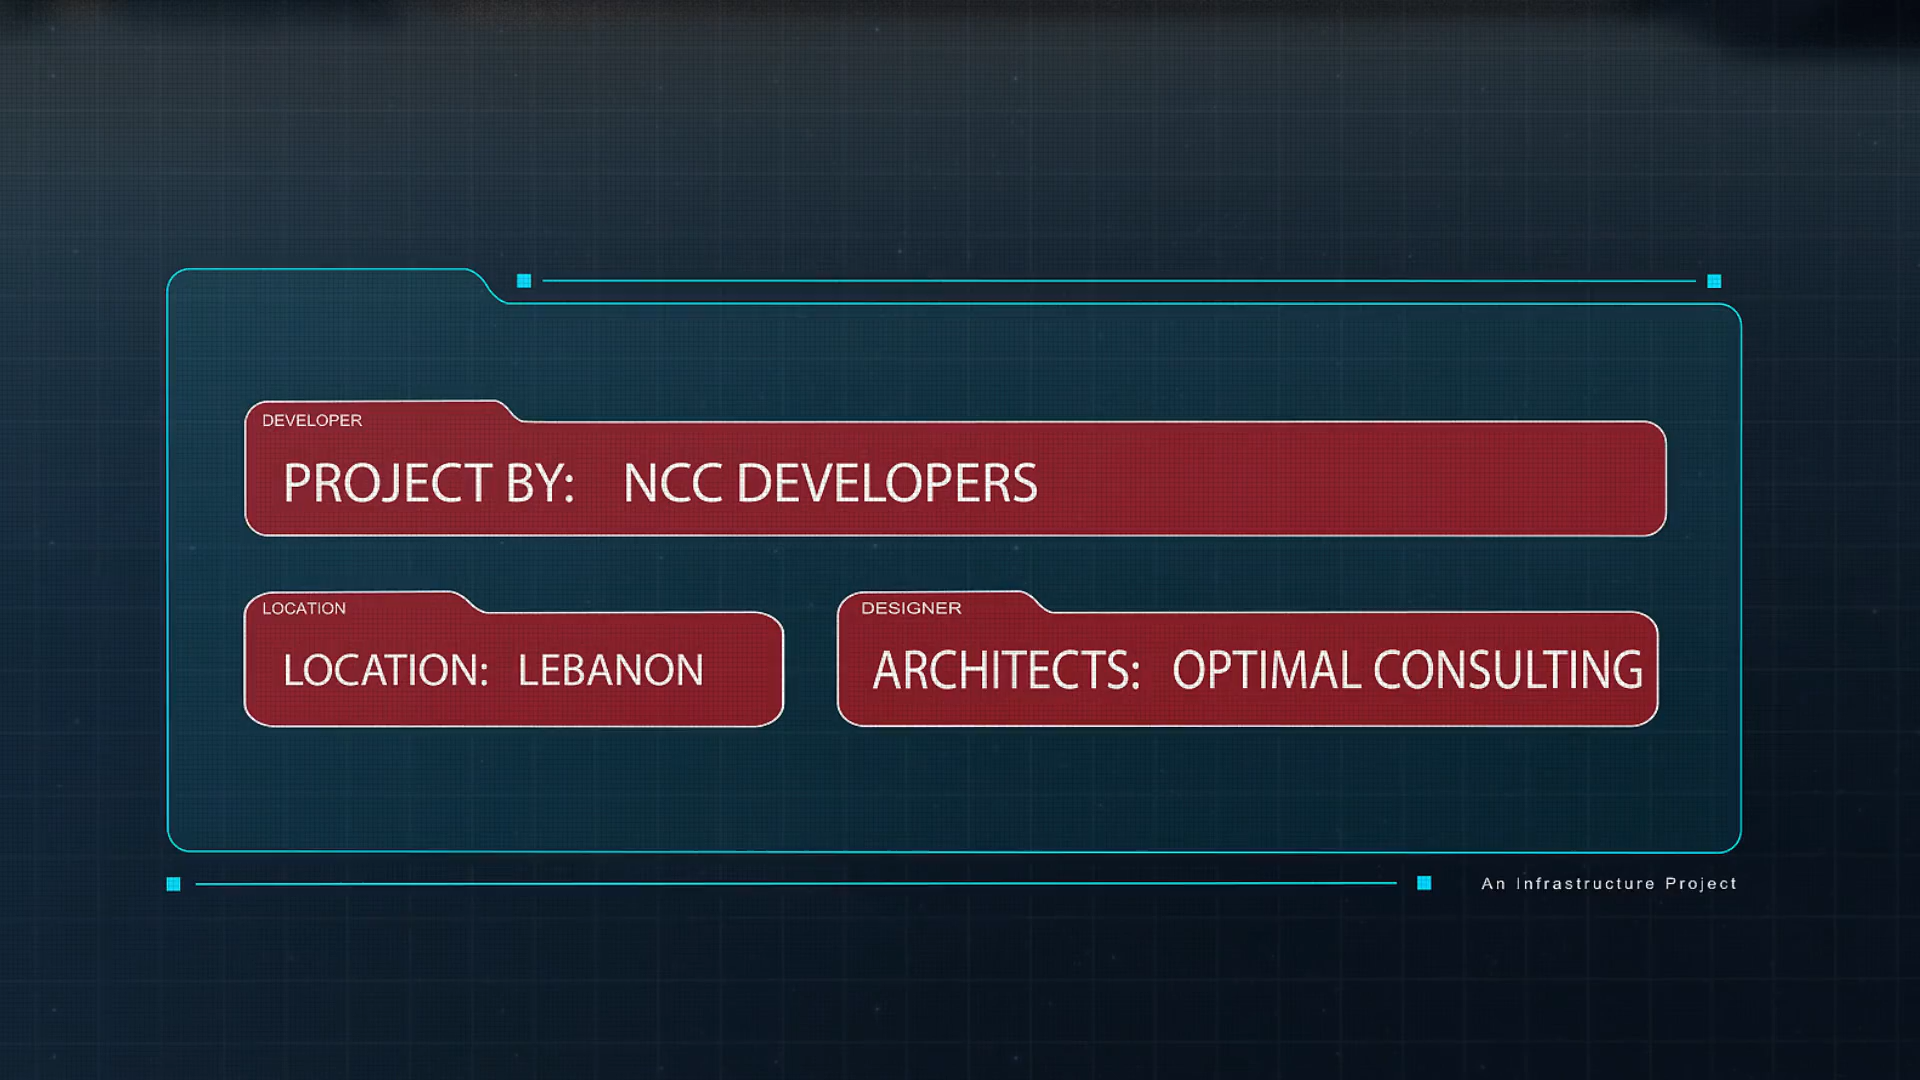 DEVELOPER
PROJECT BY: NCC DEVELOPERS
LOCATION
LOCATION: LEBANON
DESIGNER
ARCHITECTS: OPTIMAL CONSULTING
An Infrastructure Project